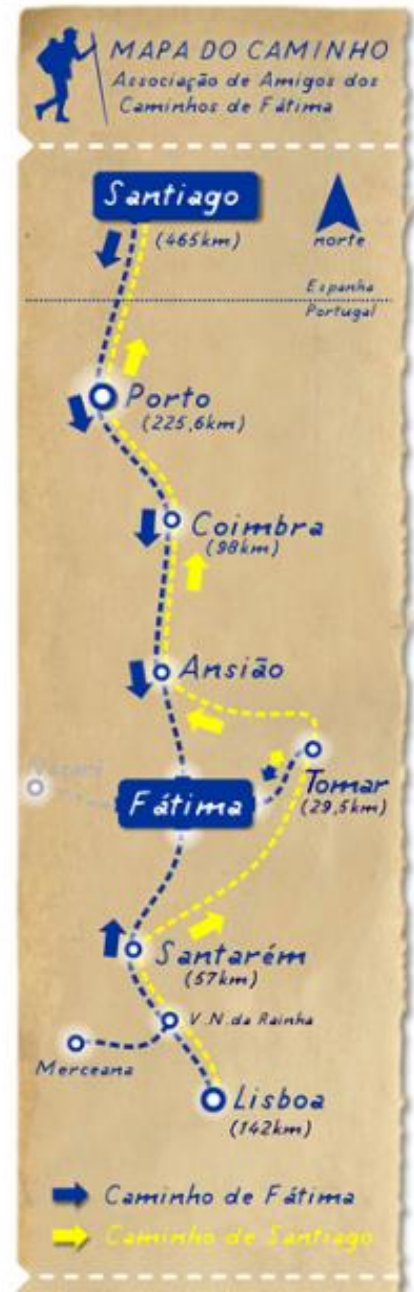 MAPA DO CAMINHO
Associação de Amigos dos
Caminhos de Fátima
Santiago
(465km)
norte
Espanha
Portugal
Porto
(225,6km)
Coimbra
(98km)
Ansião
Nazaré
Fátima
Tomar
(29,5km)
Santarém
(57km)
V.N.da Rainha
Merceana
Lisboa
(142km)
Caminho de Fátima
Caminho de Santiago